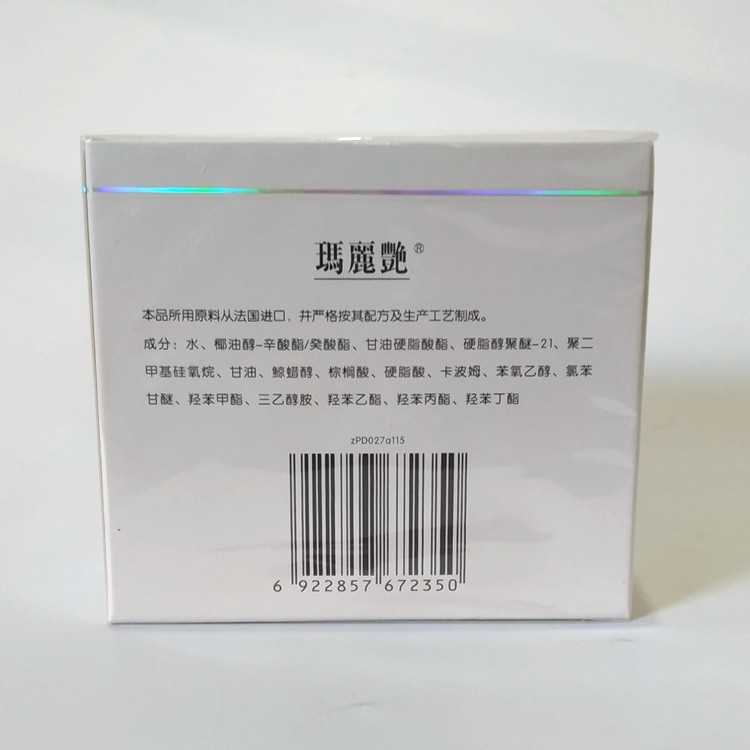 瑪麗艷®
本品所用原料从法国进口，并严格按其配方及生产工艺制成。
成分：水、椰油醇-辛酸酯/癸酸酯、甘油硬脂酸酯、硬脂醇聚醚-21、聚二
甲基硅氧烷、甘油、鲸蜡醇、棕榈酸、硬脂酸、卡波姆、苯氧乙醇、氯苯
甘醚、羟苯甲酯、三乙醇胺、羟苯乙酯、羟苯丙酯、羟苯丁酯
zPD027a115
6 922857 672350